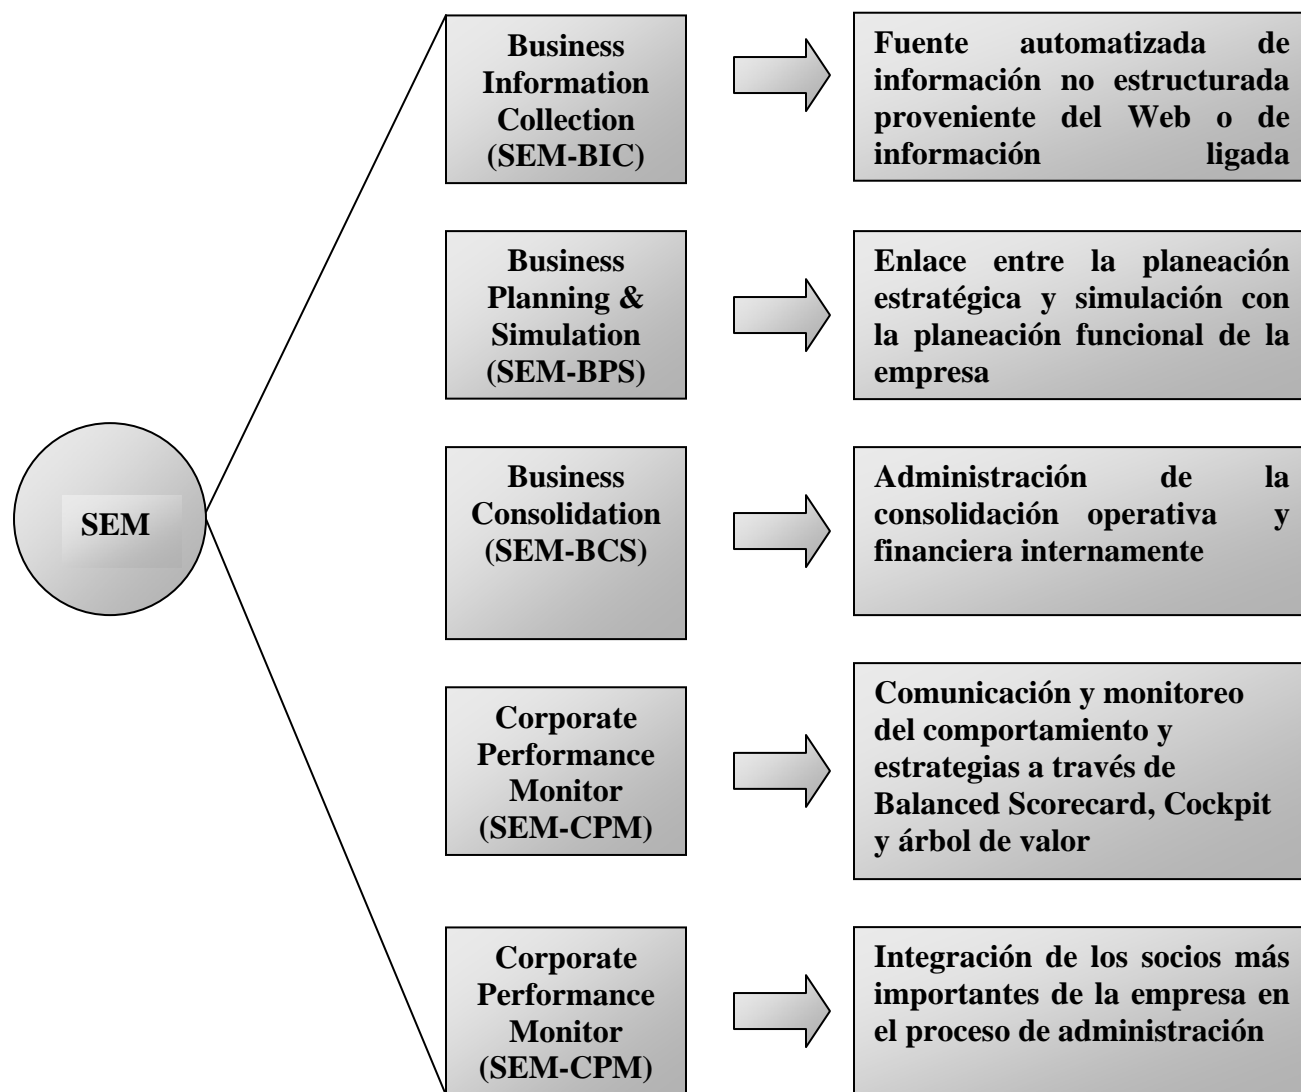 Business
Information
Collection
(SEM-BIC)
Fuente automatizada de
información no estructurada
proveniente del Web o de
información ligada
Business
Planning &
Simulation
(SEM-BPS)
Enlace entre la planeación
estratégica y simulación con
la planeación funcional de la
empresa
SEM
Business
Consolidation
(SEM-BCS)
Administración de la
consolidación operativa y
financiera internamente
Corporate
Performance
Monitor
(SEM-CPM)
Comunicación y monitoreo
del comportamiento y
estrategias a través de
Balanced Scorecard, Cockpit
y árbol de valor
Corporate
Performance
Monitor
(SEM-CPM)
Integración de los socios más
importantes de la empresa en
el proceso de administración